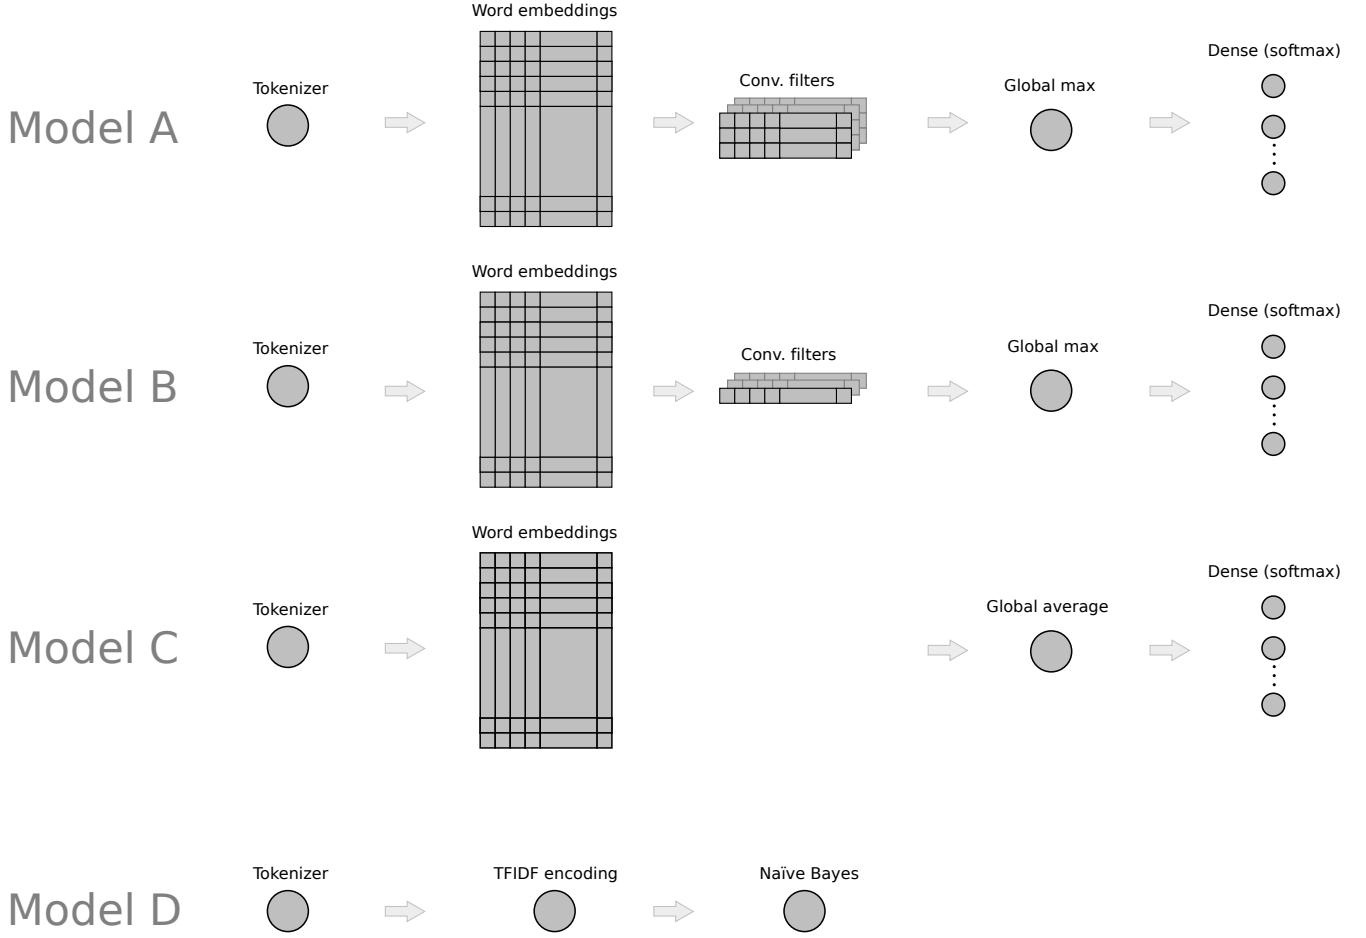 Word embeddings
Tokenizer
Conv. filters
Global max
Dense (softmax)
Model A
Word embeddings
Tokenizer
Conv. filters
Global max
Dense (softmax)
Model B
Word embeddings
Tokenizer
Global average
Dense (softmax)
Model C
Tokenizer
TFIDF encoding
Naïve Bayes
Model D